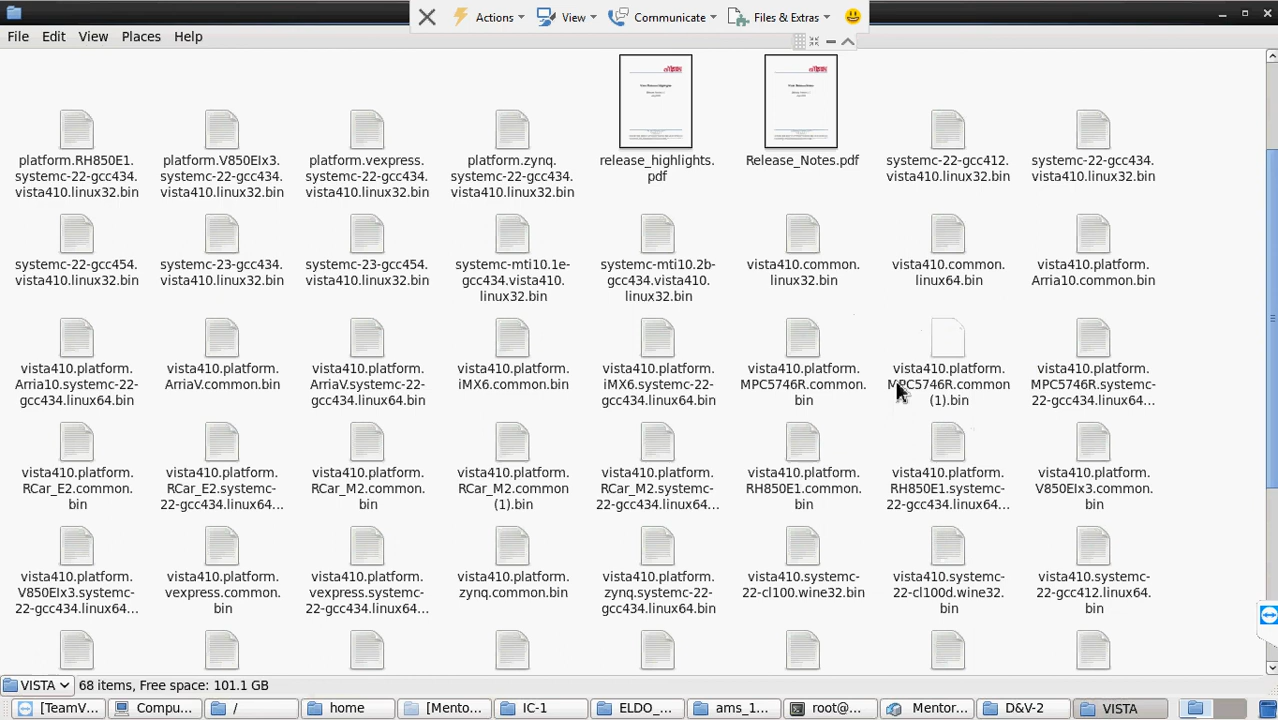 Actions
View
Communicate
Files & Extras
File Edit View Places Help
platform.RH850E1.
systemc-22-gcc434.
vista410.linux32.bin
platform.V850EIx3.
systemc-22-gcc434.
vista410.linux32.bin
platform.vexpress.
systemc-22-gcc434.
vista410.linux32.bin
platform.zynq.
systemc-22-gcc434.
vista410.linux32.bin
release_highlights.
pdf
Release_Notes.pdf
systemc-22-gcc412.
vista410.linux32.bin
systemc-22-gcc434.
vista410.linux32.bin
systemc-22-gcc454.
vista410.linux32.bin
systemc-23-gcc434.
vista410.linux32.bin
systemc-23-gcc454.
vista410.linux32.bin
systemc-mti10.1e-
gcc434.vista410.
linux32.bin
systemc-mti10.2b-
gcc434.vista410.
linux32.bin
vista410.common.
linux32.bin
vista410.common.
linux64.bin
vista410.platform.
Arria10.common.bin
vista410.platform.
Arria10.systemc-22-
gcc434.linux64.bin
vista410.platform.
ArriaV.common.bin
vista410.platform.
ArriaV.systemc-22-
gcc434.linux64.bin
vista410.platform.
iMX6.common.bin
vista410.platform.
iMX6.systemc-22-
gcc434.linux64.bin
vista410.platform.
MPC5746R.common.
bin
vista410.platform.
MPC5746R.common
(1).bin
vista410.platform.
MPC5746R.systemc-
22-gcc434.linux64...
vista410.platform.
RCar_E2.common.
bin
vista410.platform.
RCar_E2.systemc-
22-gcc434.linux64...
vista410.platform.
RCar_M2.common.
bin
vista410.platform.
RCar_M2.common
(1).bin
vista410.platform.
RCar_M2.systemc-
22-gcc434.linux64...
vista410.platform.
RH850E1.common.
bin
vista410.platform.
RH850E1.systemc-
22-gcc434.linux64...
vista410.platform.
V850EIx3.common.
bin
vista410.platform.
V850EIx3.systemc-
22-gcc434.linux64...
vista410.platform.
vexpress.common.
bin
vista410.platform.
vexpress.systemc-
22-gcc434.linux64...
vista410.platform.
zynq.common.bin
vista410.platform.
zynq.systemc-22-
gcc434.linux64.bin
vista410.systemc-
22-cl100.wine32.bin
vista410.systemc-
22-cl100d.wine32.
bin
vista410.systemc-
22-gcc412.linux64.
bin
VISTA 68 items, Free space: 101.1 GB
[TeamV... Compu... / home [Mento... IC-1 ELDO_... ams_1... root@... Mentor... D&V-2 VISTA